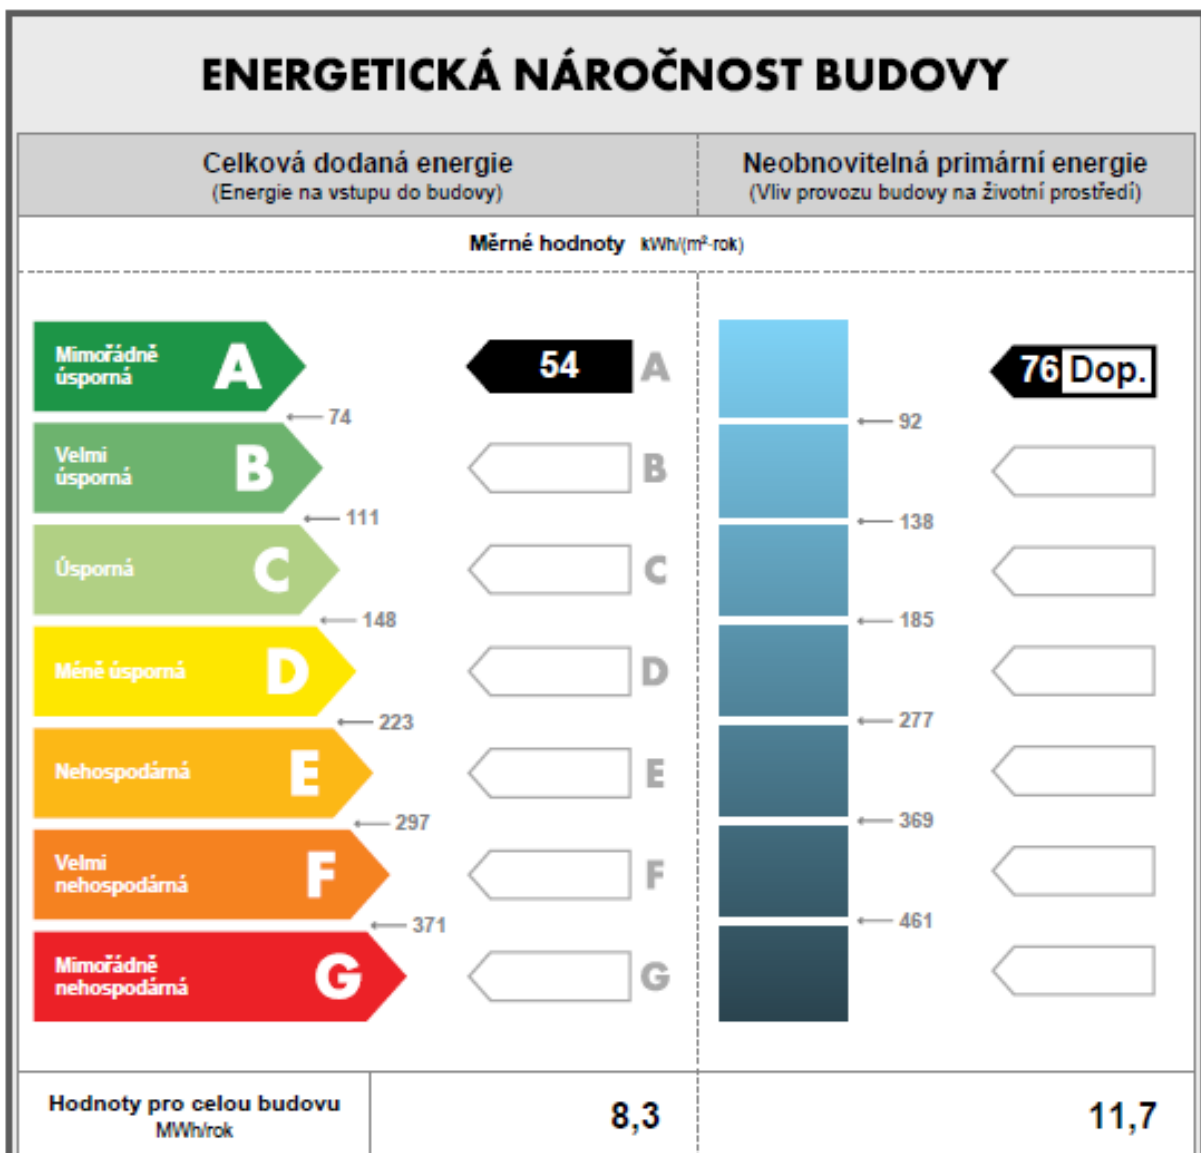 ENERGETICKÁ NÁROČNOST BUDOVY
Celková dodaná energie
(Energie na vstupu do budovy)
Neobnovitelná primární energie
(Vliv provozu budovy na životní prostředí)
Měrné hodnoty kWh/(m²·rok)
Mimořádně
úsporná
A
54
A
76 Dop.
74
92
Velmi
úsporná
B
B
111
138
Úsporná
C
C
148
185
Méně úsporná
D
D
223
277
Nehospodárná
E
E
297
369
Velmi
nehospodárná
F
F
371
461
Mimořádně
nehospodárná
G
G
Hodnoty pro celou budovu
MWh/rok
8,3
11,7